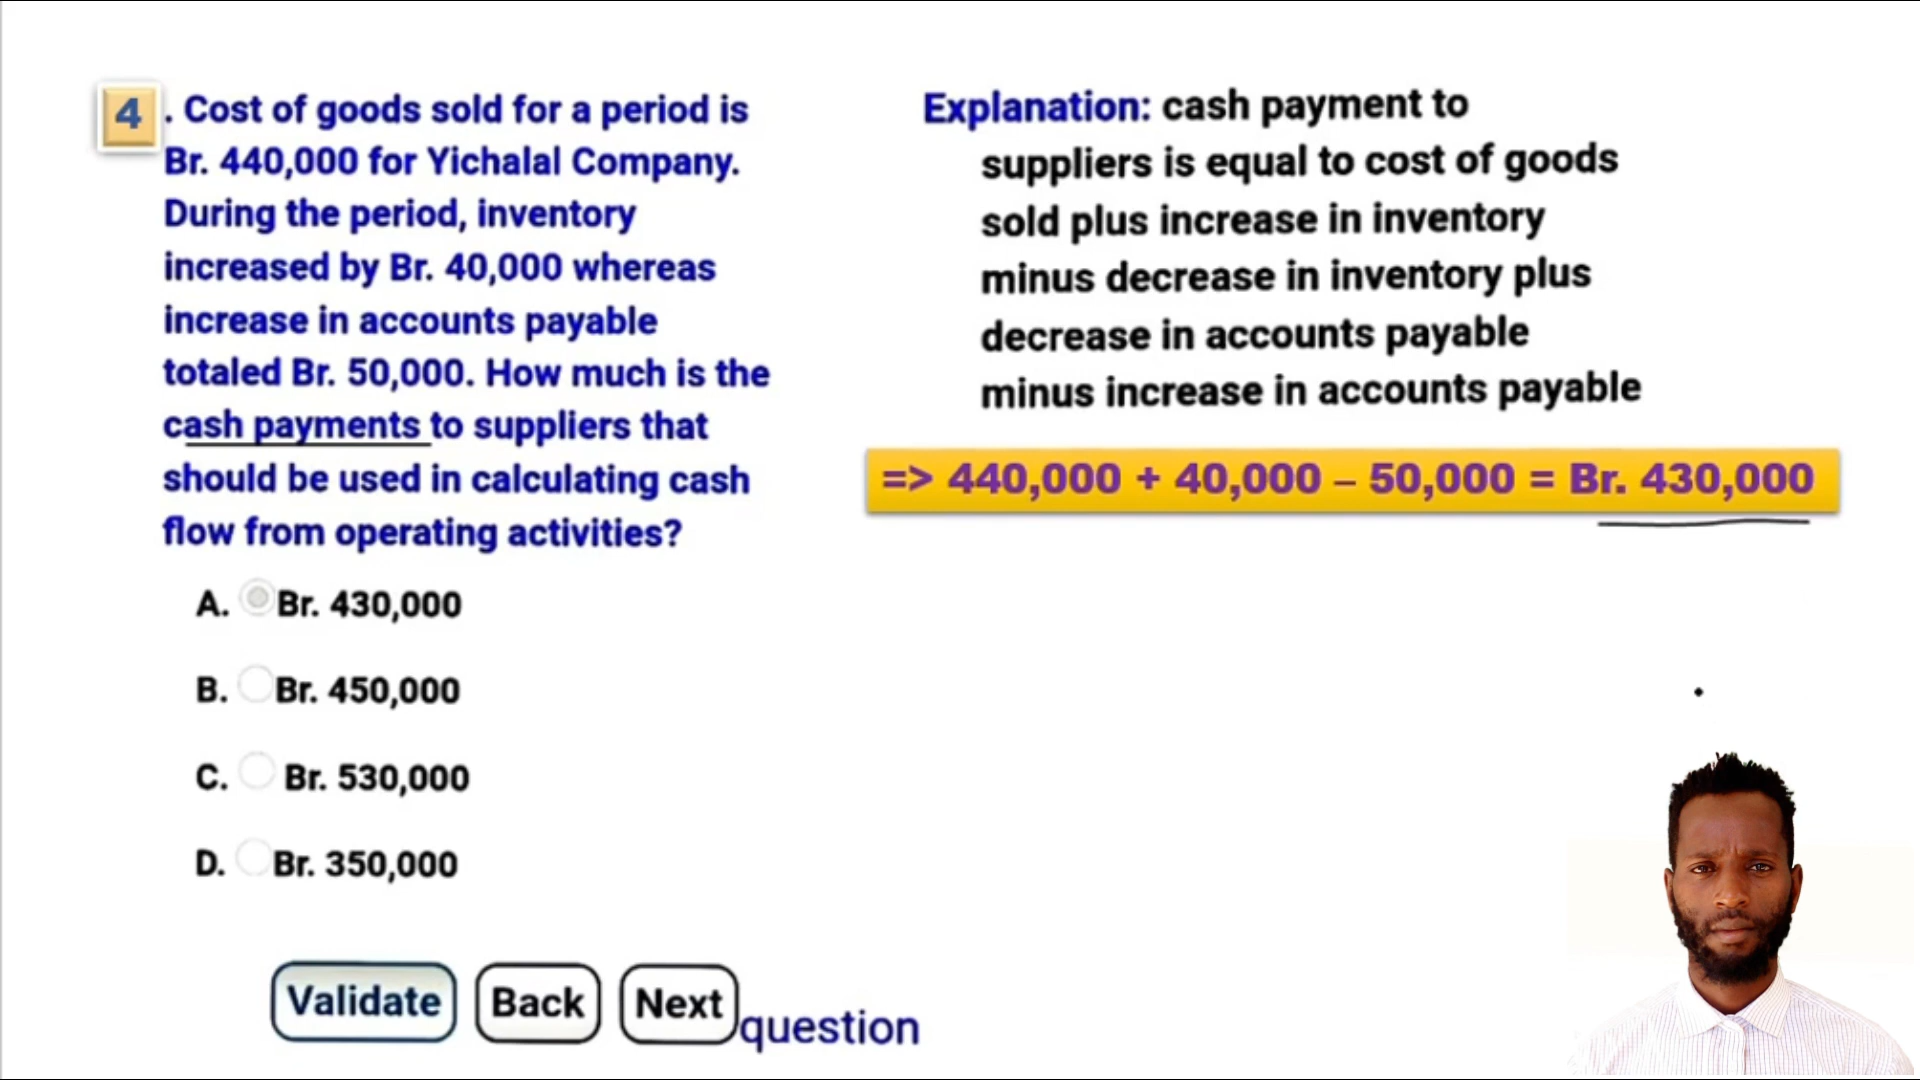 4 . Cost of goods sold for a period is
Br. 440,000 for Yichalal Company.
During the period, inventory
increased by Br. 40,000 whereas
increase in accounts payable
totaled Br. 50,000. How much is the
cash payments to suppliers that
should be used in calculating cash
flow from operating activities?
A. Br. 430,000
B. Br. 450,000
C. Br. 530,000
D. Br. 350,000
Validate Back Next question
Explanation: cash payment to
suppliers is equal to cost of goods
sold plus increase in inventory
minus decrease in inventory plus
decrease in accounts payable
minus increase in accounts payable
=> 440,000 + 40,000 – 50,000 = Br. 430,000